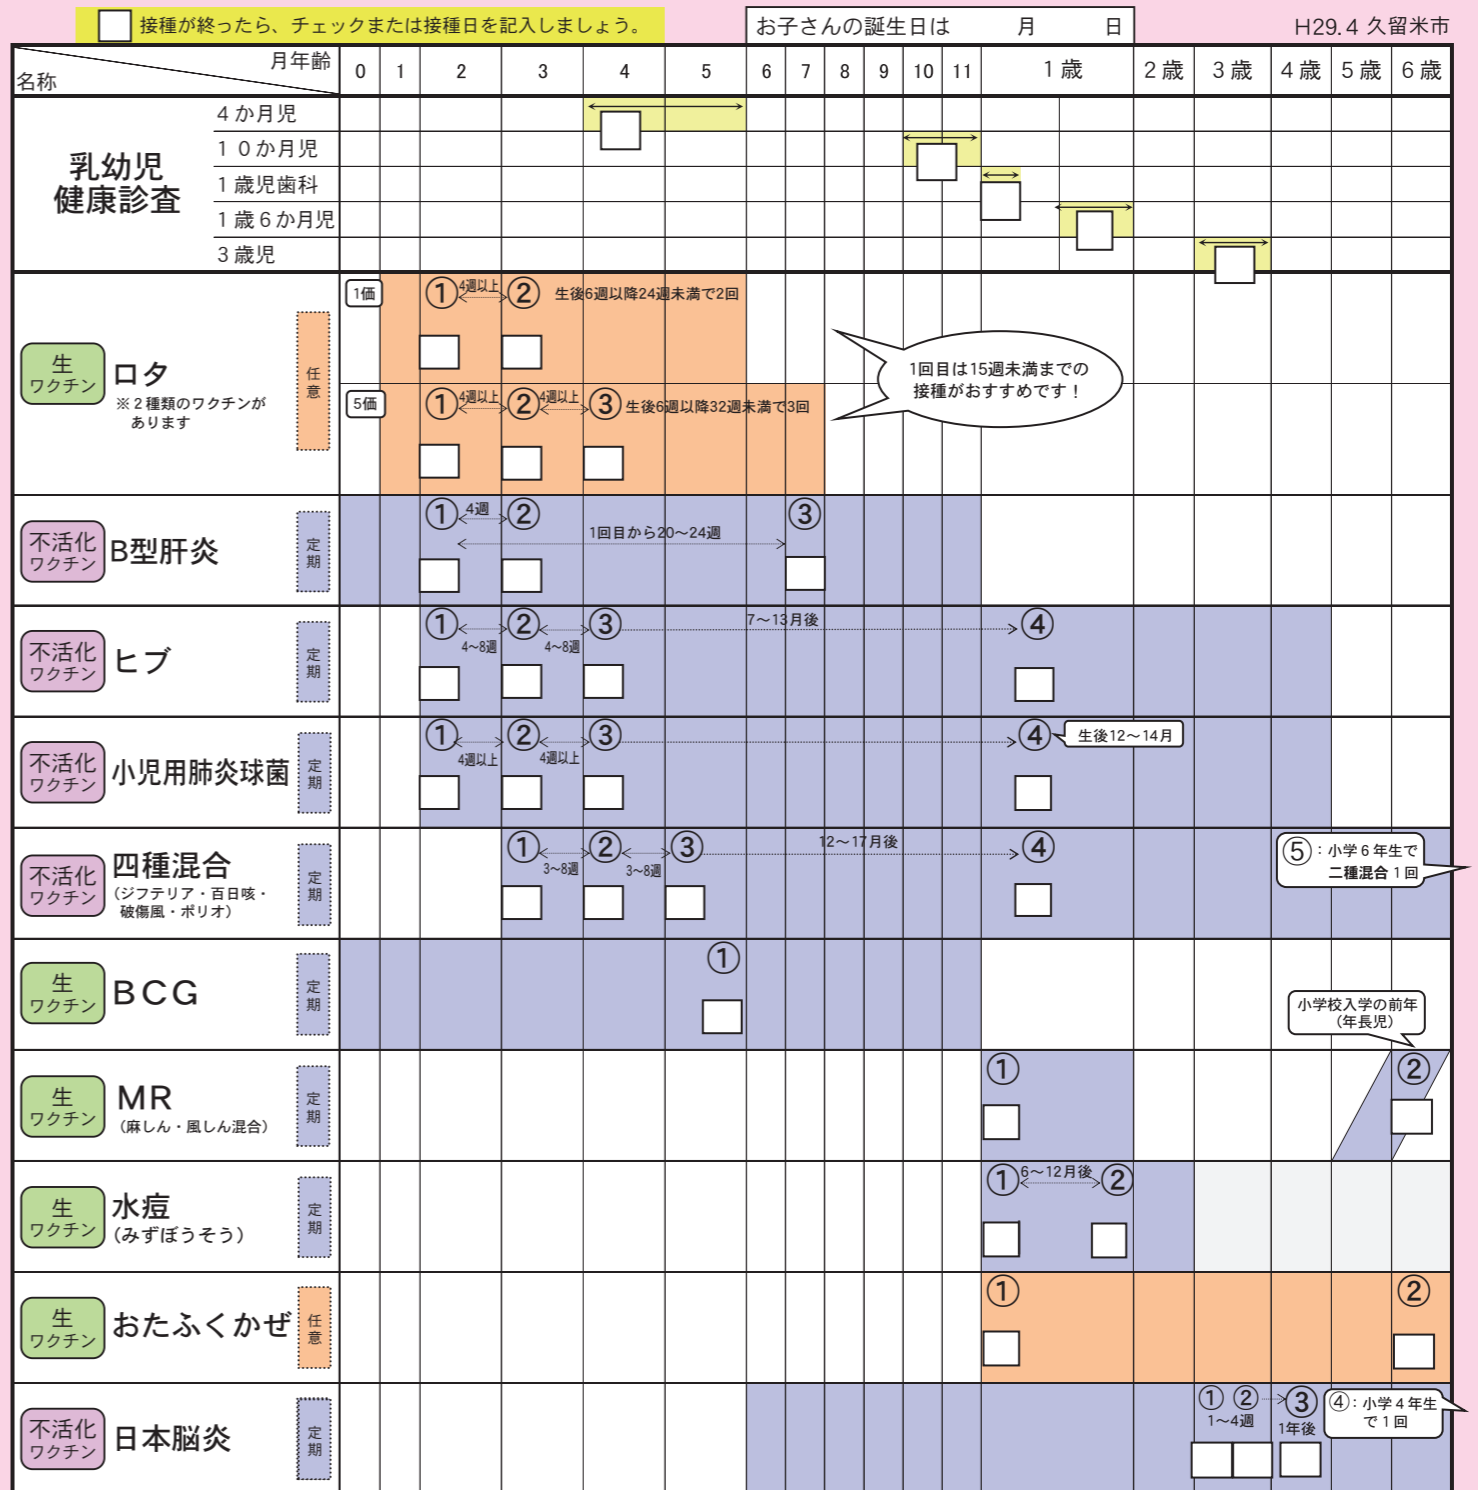 接種が終ったら、チェックまたは接種日を記入しましょう。
お子さんの誕生日は　月　日
H29.4 久留米市
月年齢
名称
0 1 2 3 4 5 6 7 8 9 10 11 1歳 2歳 3歳 4歳 5歳 6歳
乳幼児
健康診査
4か月児
10か月児
1歳児歯科
1歳6か月児
3歳児
生
ワクチン
ロタ
※2種類のワクチンが
あります
任意
1価
① 4週以上 ② 生後6週以降24週未満で2回
5価
① 4週以上 ② 4週以上 ③ 生後6週以降32週未満で3回
1回目は15週未満までの
接種がおすすめです！
不活化
ワクチン
B型肝炎
定期
① 4週 ② ③
1回目から20〜24週
不活化
ワクチン
ヒブ
定期
① ② ③ 7〜13月後 ④
4〜8週 4〜8週
不活化
ワクチン
小児用肺炎球菌
定期
① ② ③ ④ 生後12〜14月
4週以上 4週以上
不活化
ワクチン
四種混合
（ジフテリア・百日咳・
破傷風・ポリオ）
定期
① ② ③ 12〜17月後 ④
3〜8週 3〜8週
⑤：小学6年生で
二種混合1回
生
ワクチン
BCG
定期
①
小学校入学の前年
（年長児）
生
ワクチン
MR
（麻しん・風しん混合）
定期
① ②
生
ワクチン
水痘
（みずぼうそう）
定期
① 6〜12月後 ②
生
ワクチン
おたふくかぜ
任意
① ②
不活化
ワクチン
日本脳炎
定期
① ② ③
1〜4週 1年後
④：小学4年生
で1回